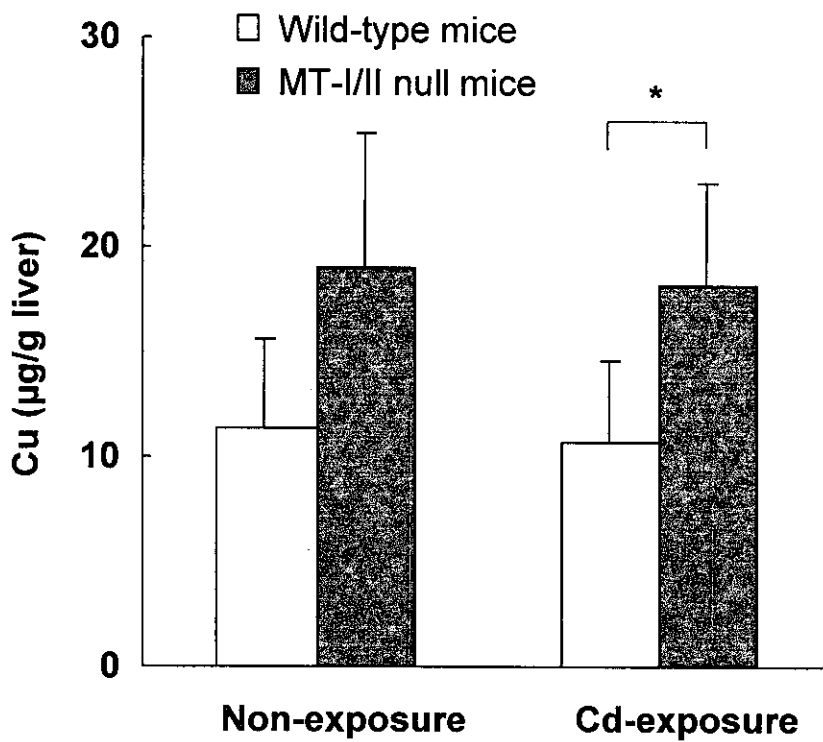 30
Wild-type mice
MT-I/II null mice
*
20
Cu (µg/g liver)
10
0
Non-exposure
Cd-exposure